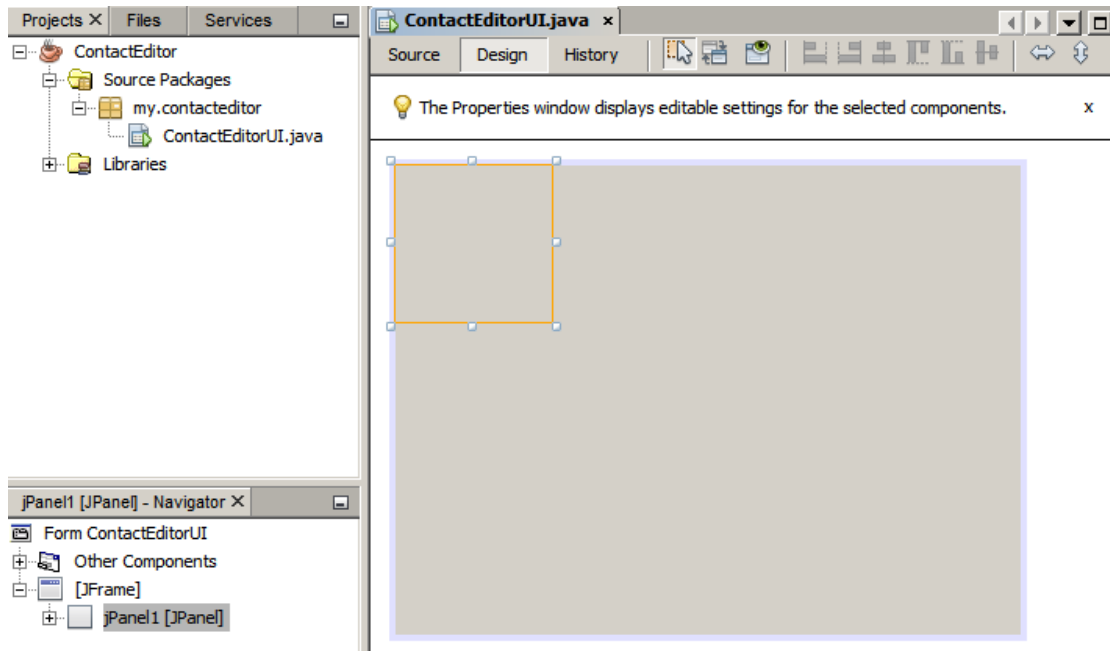 Projects Files Services
ContactEditor
Source Packages
my.contacteditor
ContactEditorUI.java
Libraries
jPanel1 [JPanel] - Navigator
Form ContactEditorUI
Other Components
[JFrame]
jPanel1 [JPanel]
ContactEditorUI.java
Source Design History
The Properties window displays editable settings for the selected components. x